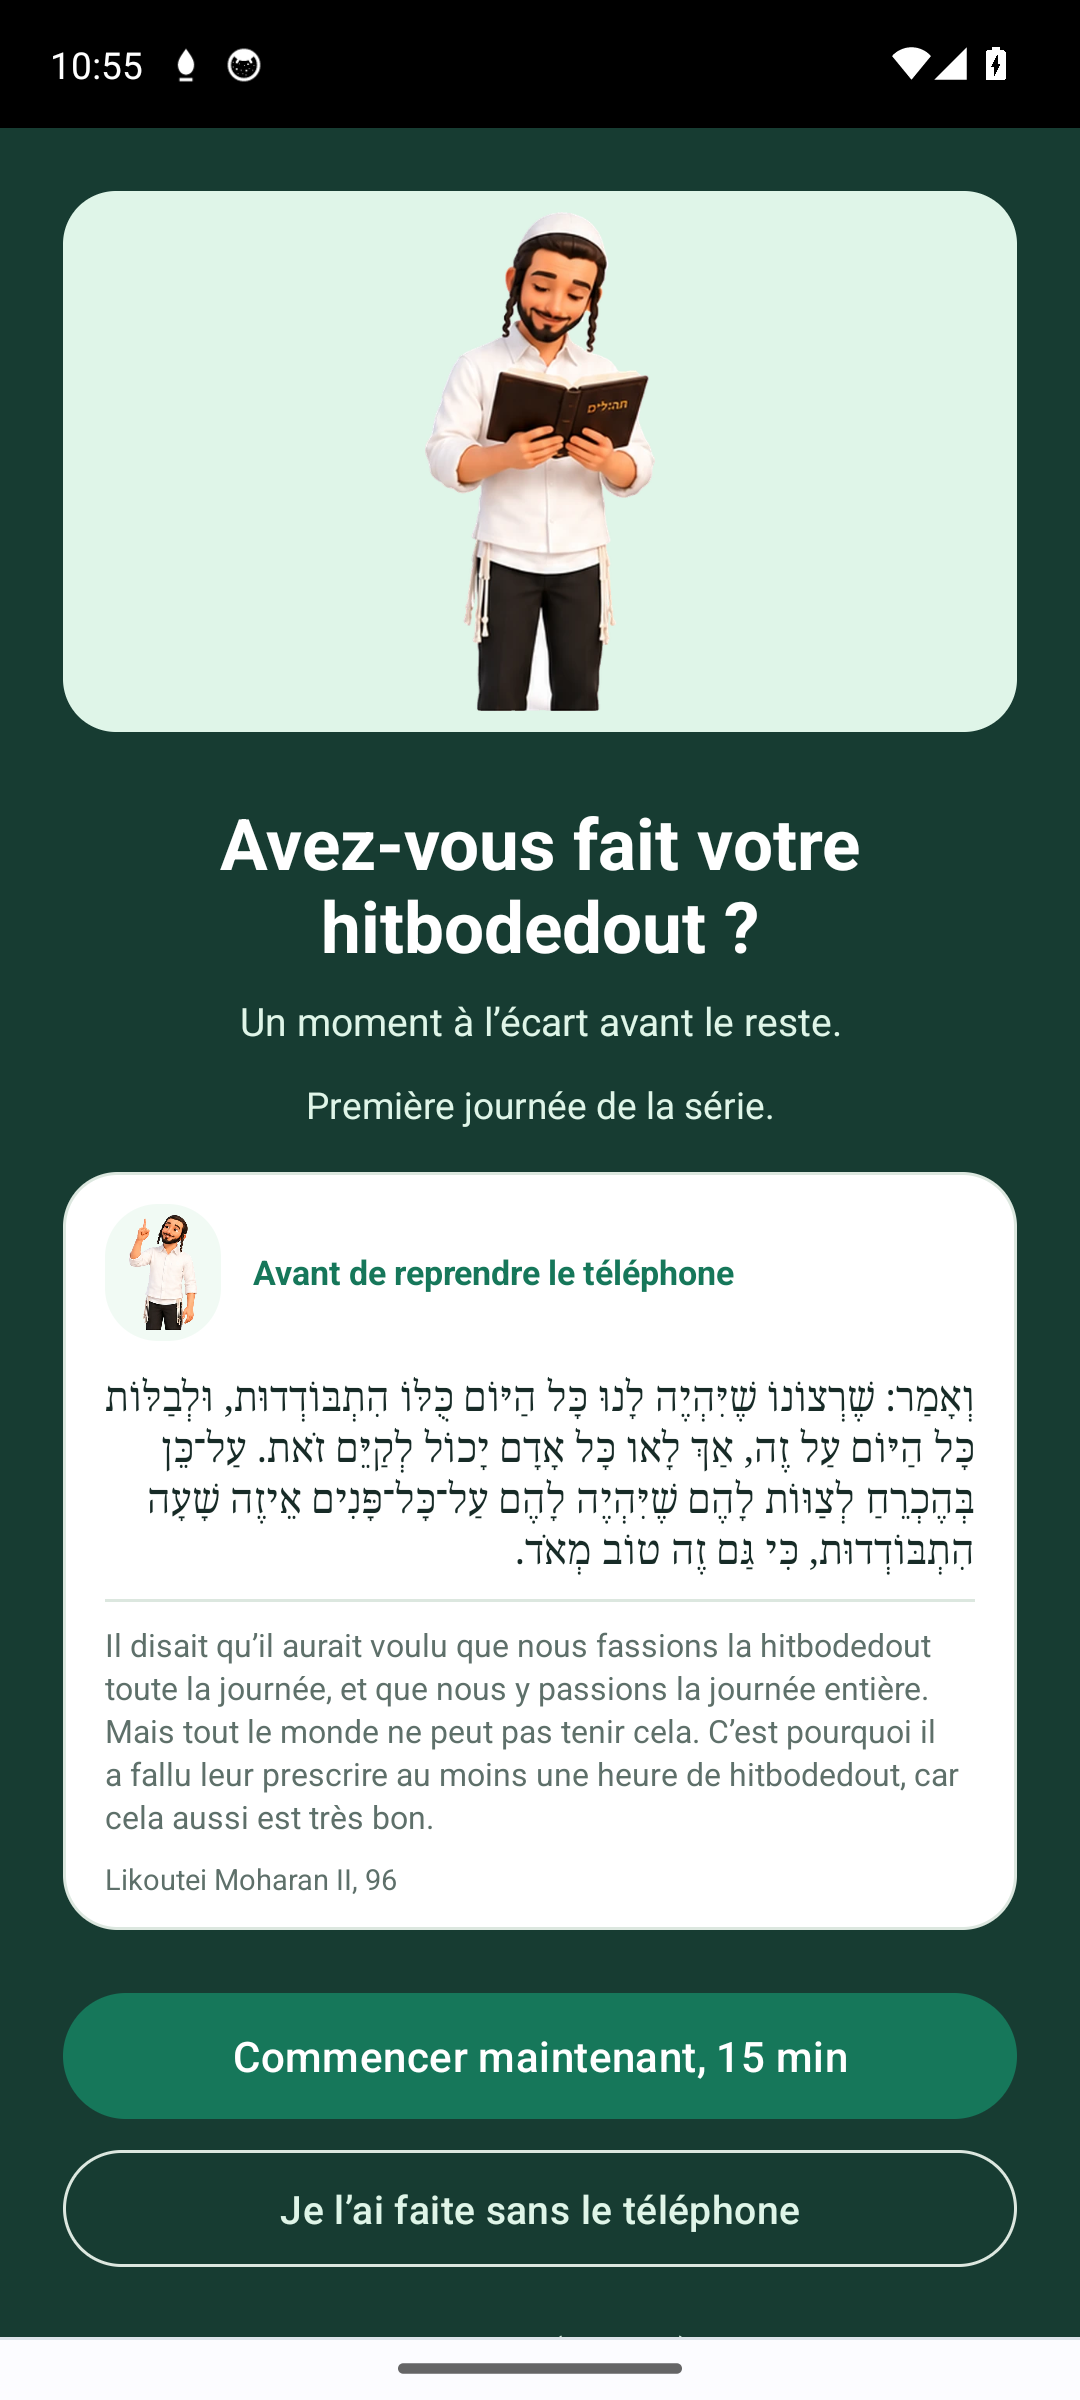 10:55
תהילים
Avez-vous fait votre
hitbodedout ?
Un moment à l’écart avant le reste.
Première journée de la série.
Avant de reprendre le téléphone
וְאָמַר: שֶׁרְצוֹנוֹ שֶׁיִּהְיֶה לָנוּ כָּל הַיּוֹם כֻּלּוֹ הִתְבּוֹדְדוּת, וּלְבַלּוֹת
כָּל הַיּוֹם עַל זֶה, אַךְ לָאו כָּל אָדָם יָכוֹל לְקַיֵּם זֹאת. עַל־כֵּן
בְּהֶכְרֵחַ לְצַוּוֹת לָהֶם שֶׁיִּהְיֶה לָהֶם עַל־כָּל־פָּנִים אֵיזֶה שָׁעָה
הִתְבּוֹדְדוּת, כִּי גַּם זֶה טוֹב מְאֹד.
Il disait qu’il aurait voulu que nous fassions la hitbodedout
toute la journée, et que nous y passions la journée entière.
Mais tout le monde ne peut pas tenir cela. C’est pourquoi il
a fallu leur prescrire au moins une heure de hitbodedout, car
cela aussi est très bon.
Likoutei Moharan II, 96
Commencer maintenant, 15 min
Je l’ai faite sans le téléphone